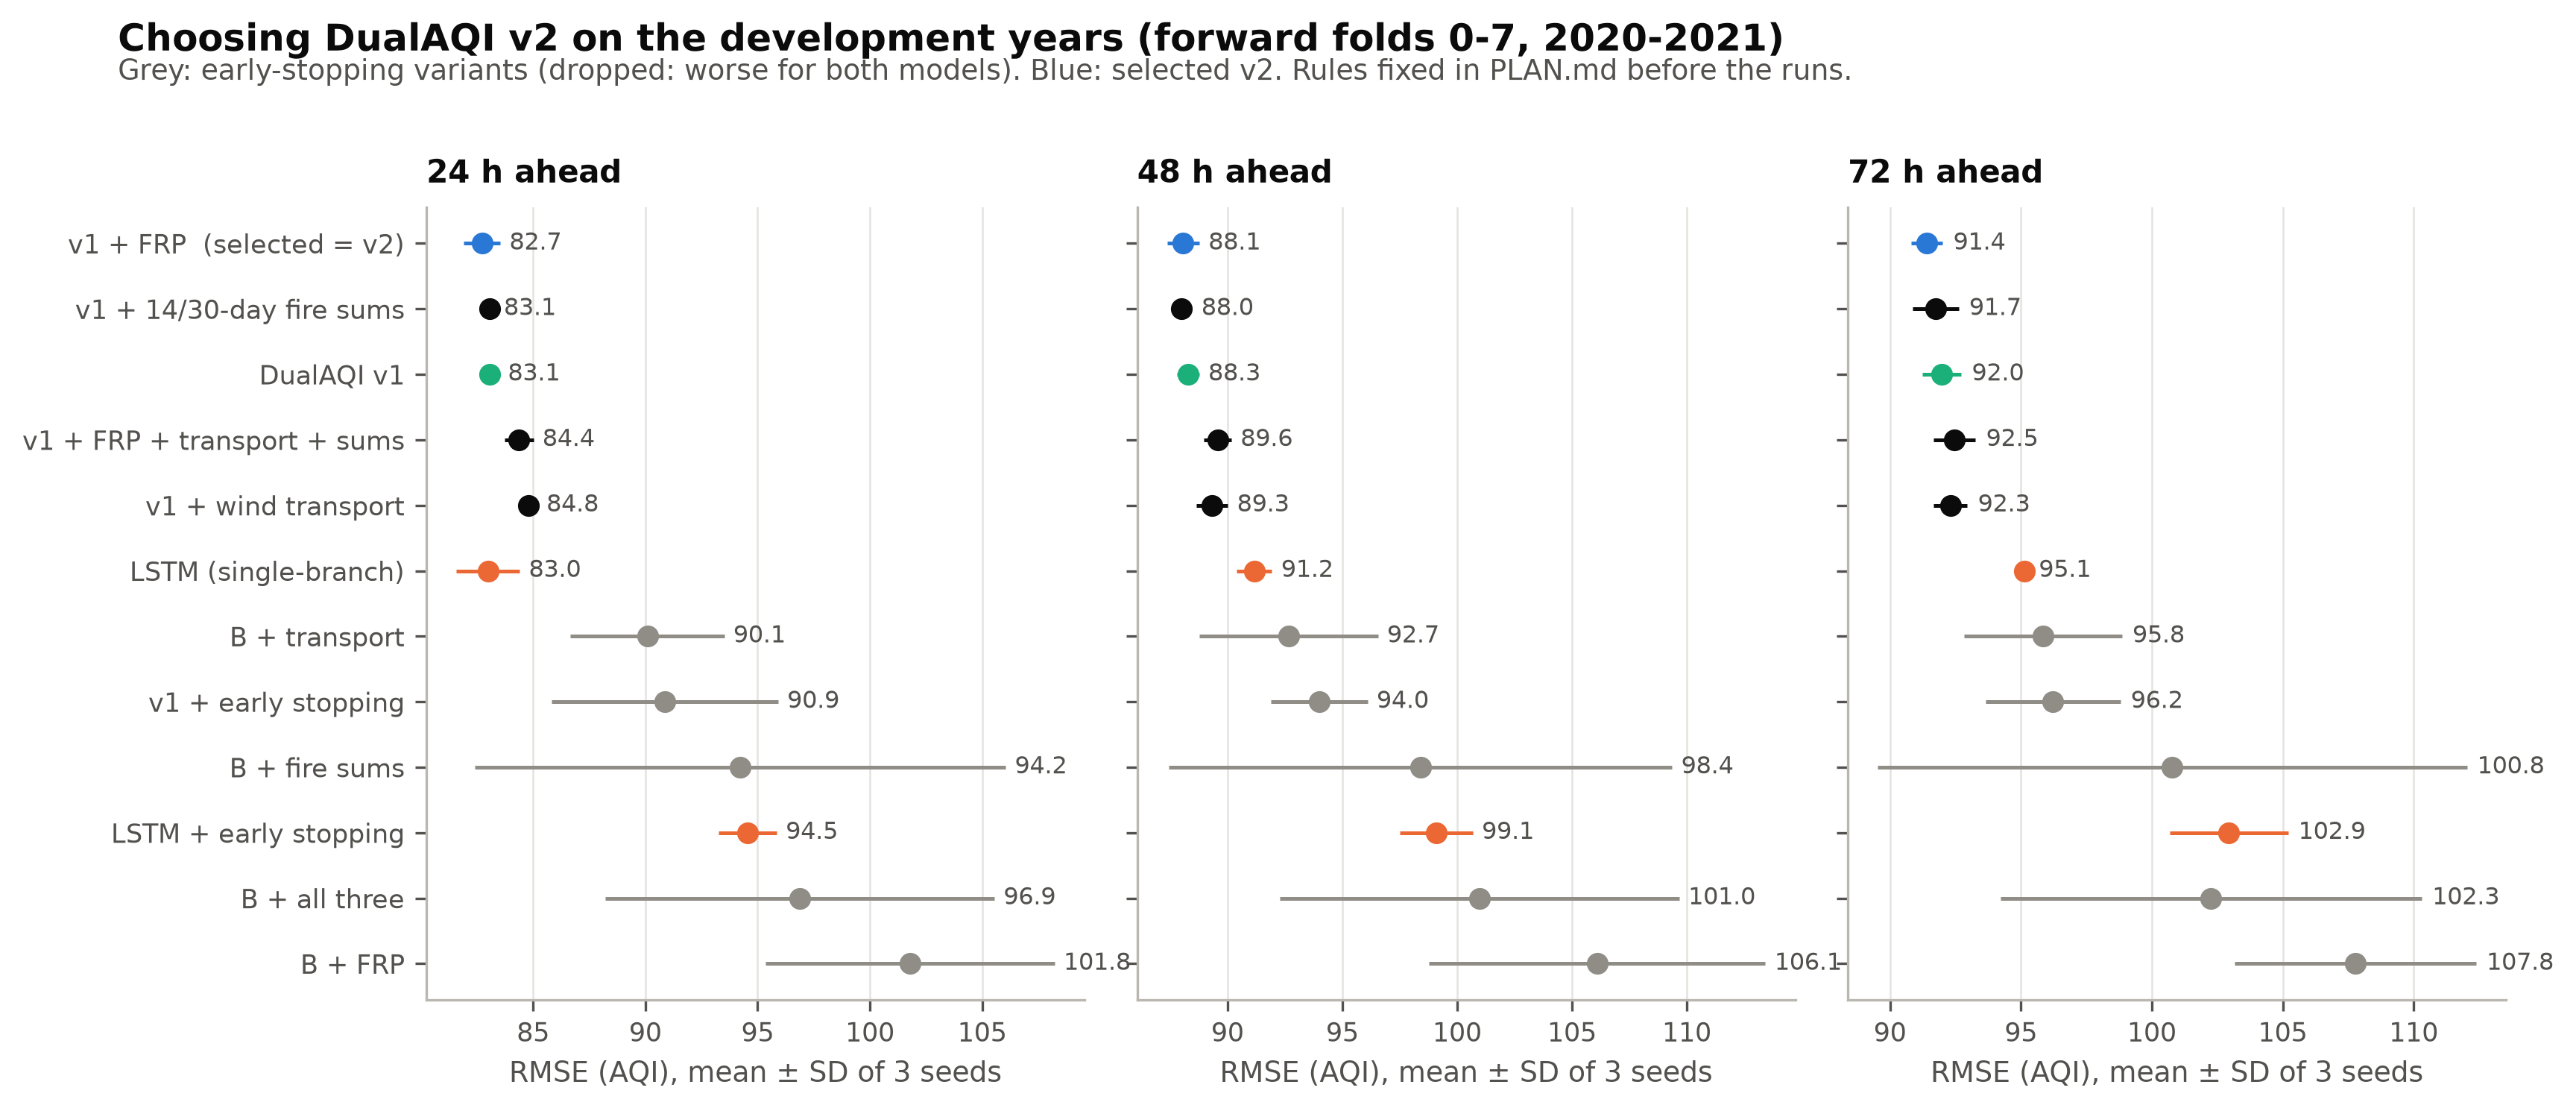 Choosing DualAQI v2 on the development years (forward folds 0-7, 2020-2021)
Grey: early-stopping variants (dropped: worse for both models). Blue: selected v2. Rules fixed in PLAN.md before the runs.
24 h ahead
48 h ahead
72 h ahead
v1 + FRP  (selected = v2) 82.7 88.1 91.4
v1 + 14/30-day fire sums 83.1 88.0 91.7
DualAQI v1 83.1 88.3 92.0
v1 + FRP + transport + sums 84.4 89.6 92.5
v1 + wind transport 84.8 89.3 92.3
LSTM (single-branch) 83.0 91.2 95.1
B + transport 90.1 92.7 95.8
v1 + early stopping 90.9 94.0 96.2
B + fire sums 94.2 98.4 100.8
LSTM + early stopping 94.5 99.1 102.9
B + all three 96.9 101.0 102.3
B + FRP 101.8 106.1 107.8
85 90 95 100 105
90 95 100 105 110
90 95 100 105 110
RMSE (AQI), mean ± SD of 3 seeds
RMSE (AQI), mean ± SD of 3 seeds
RMSE (AQI), mean ± SD of 3 seeds